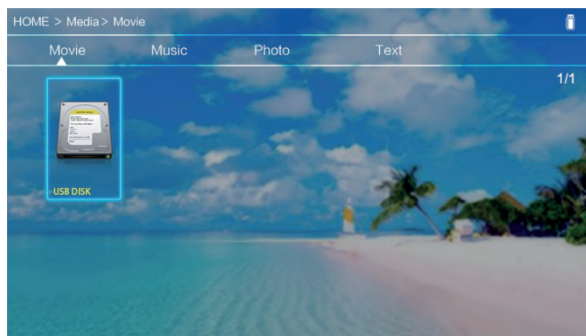 HOME > Media > Movie
Movie Music Photo Text
1/1
USB DISK